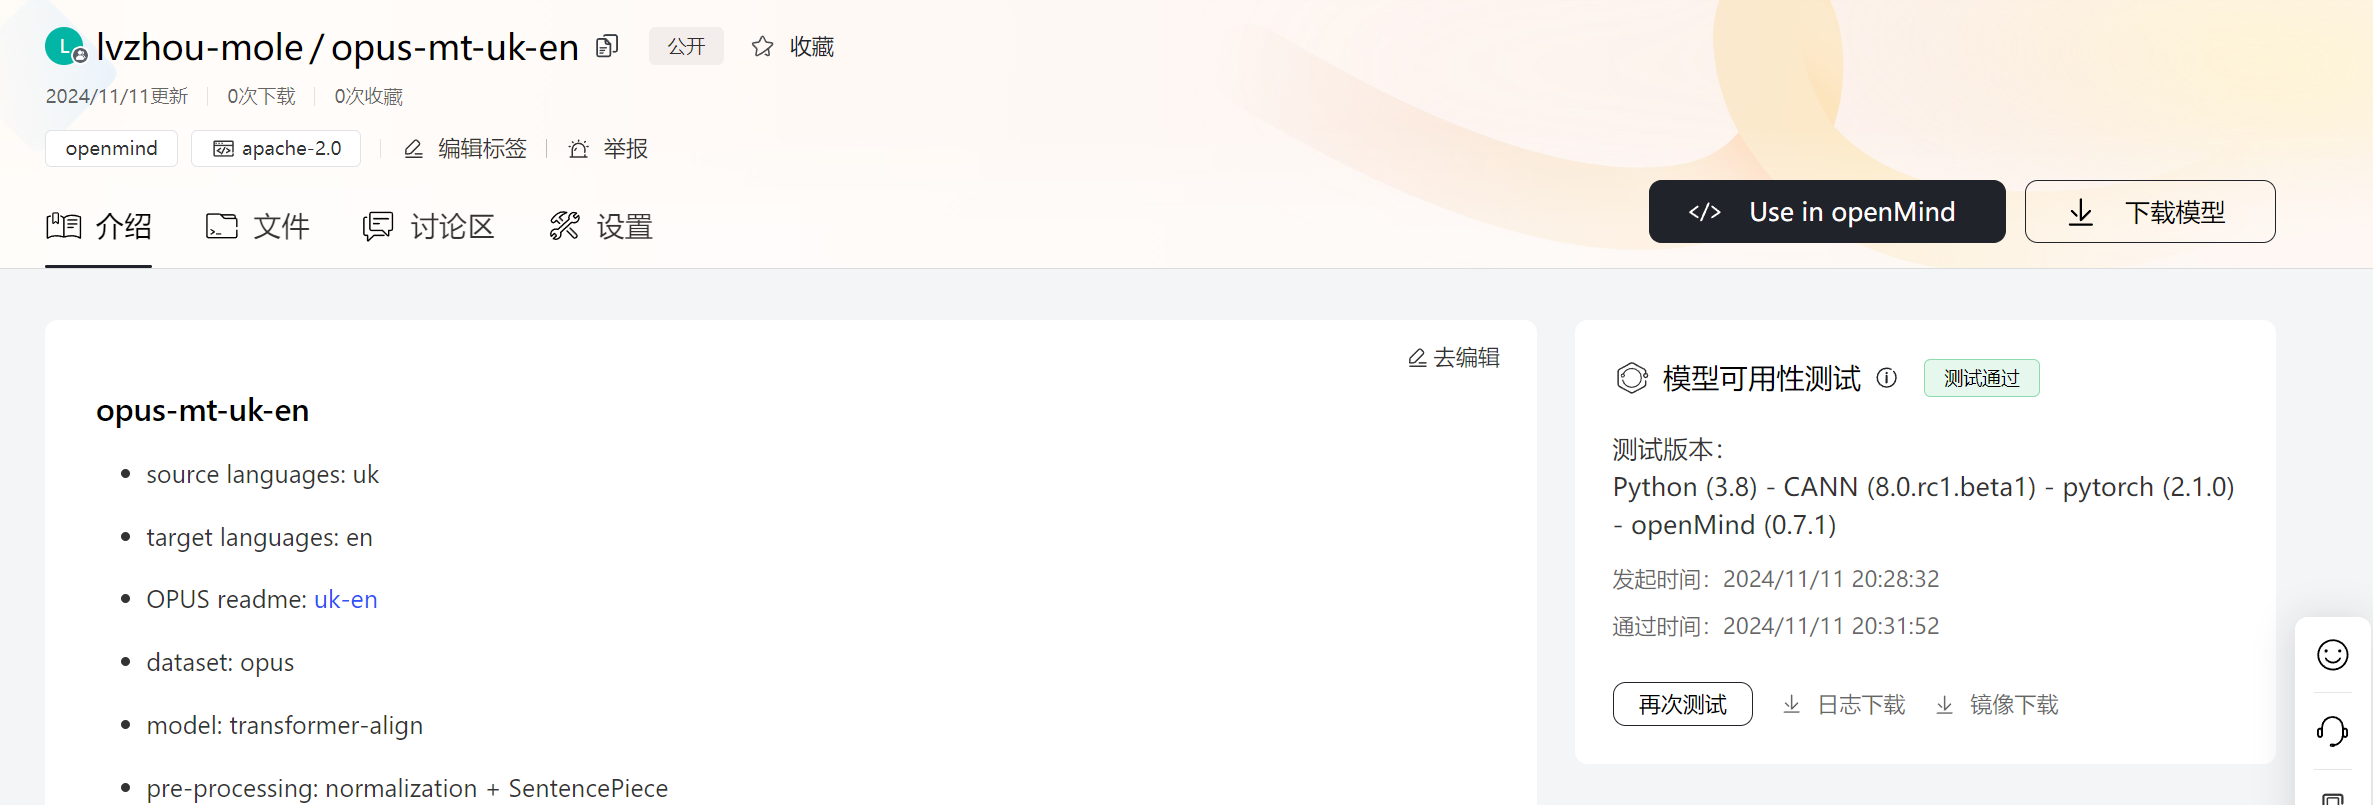 L
lvzhou-mole / opus-mt-uk-en 公开 收藏
2024/11/11更新 0次下载 0次收藏
openmind apache-2.0 编辑标签 举报
介绍 文件 讨论区 设置
</> Use in openMind 下载模型
去编辑
opus-mt-uk-en
source languages: uk
target languages: en
OPUS readme: uk-en
dataset: opus
model: transformer-align
pre-processing: normalization + SentencePiece
模型可用性测试 测试通过
测试版本：
Python (3.8) - CANN (8.0.rc1.beta1) - pytorch (2.1.0)
- openMind (0.7.1)
发起时间：2024/11/11 20:28:32
通过时间：2024/11/11 20:31:52
再次测试 日志下载 镜像下载